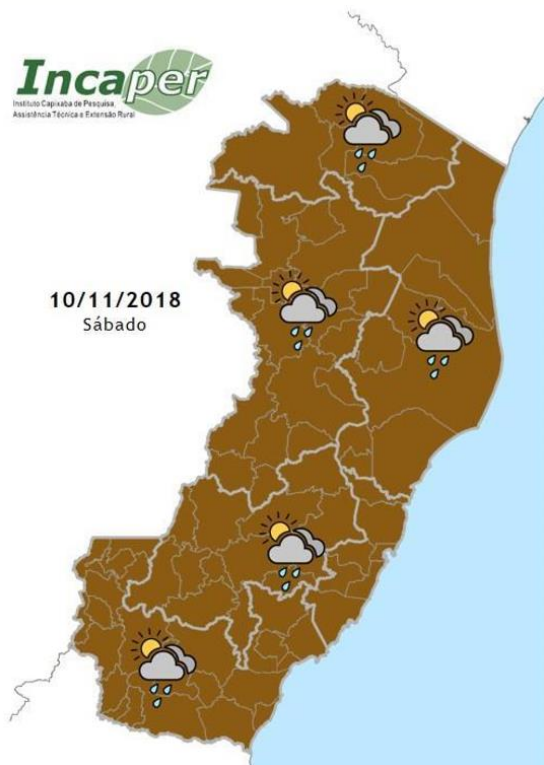 Incaper
Instituto Capixaba de Pesquisa,
Assistência Técnica e Extensão Rural
10/11/2018
Sábado